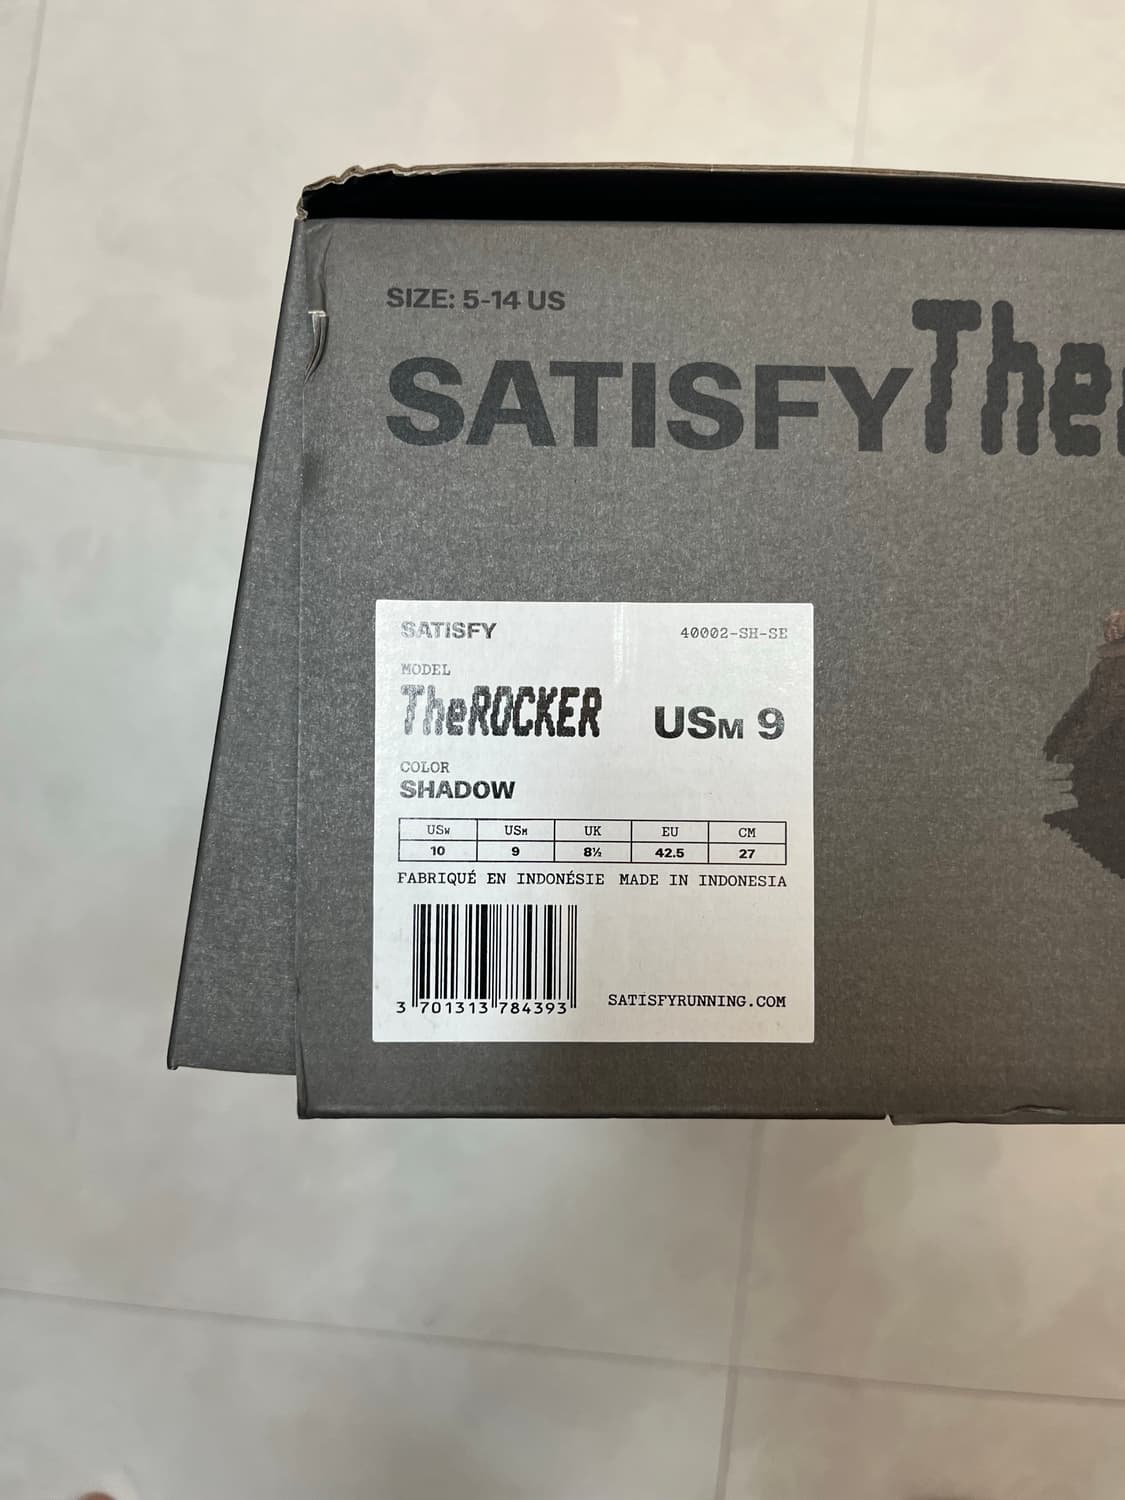 SIZE: 5-14 US
SATISFY The
SATISFY 40002-SH-SE
MODEL
TheROCKER USM 9
COLOR
SHADOW
USW USM UK EU CM
10 9 8½ 42.5 27
FABRIQUÉ EN INDONÉSIE MADE IN INDONESIA
3 701313 784393
SATISFYRUNNING.COM